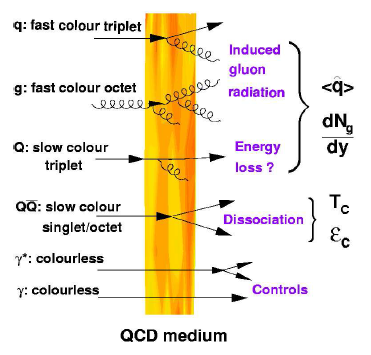 q: fast colour triplet
Induced
gluon
radiation
g: fast colour octet
<q̂>
dN_g
dy
Q: slow colour
triplet
Energy
loss ?
QQ̅: slow colour
singlet/octet
Dissociation
T_C
ε_C
γ*: colourless
γ: colourless
Controls
QCD medium